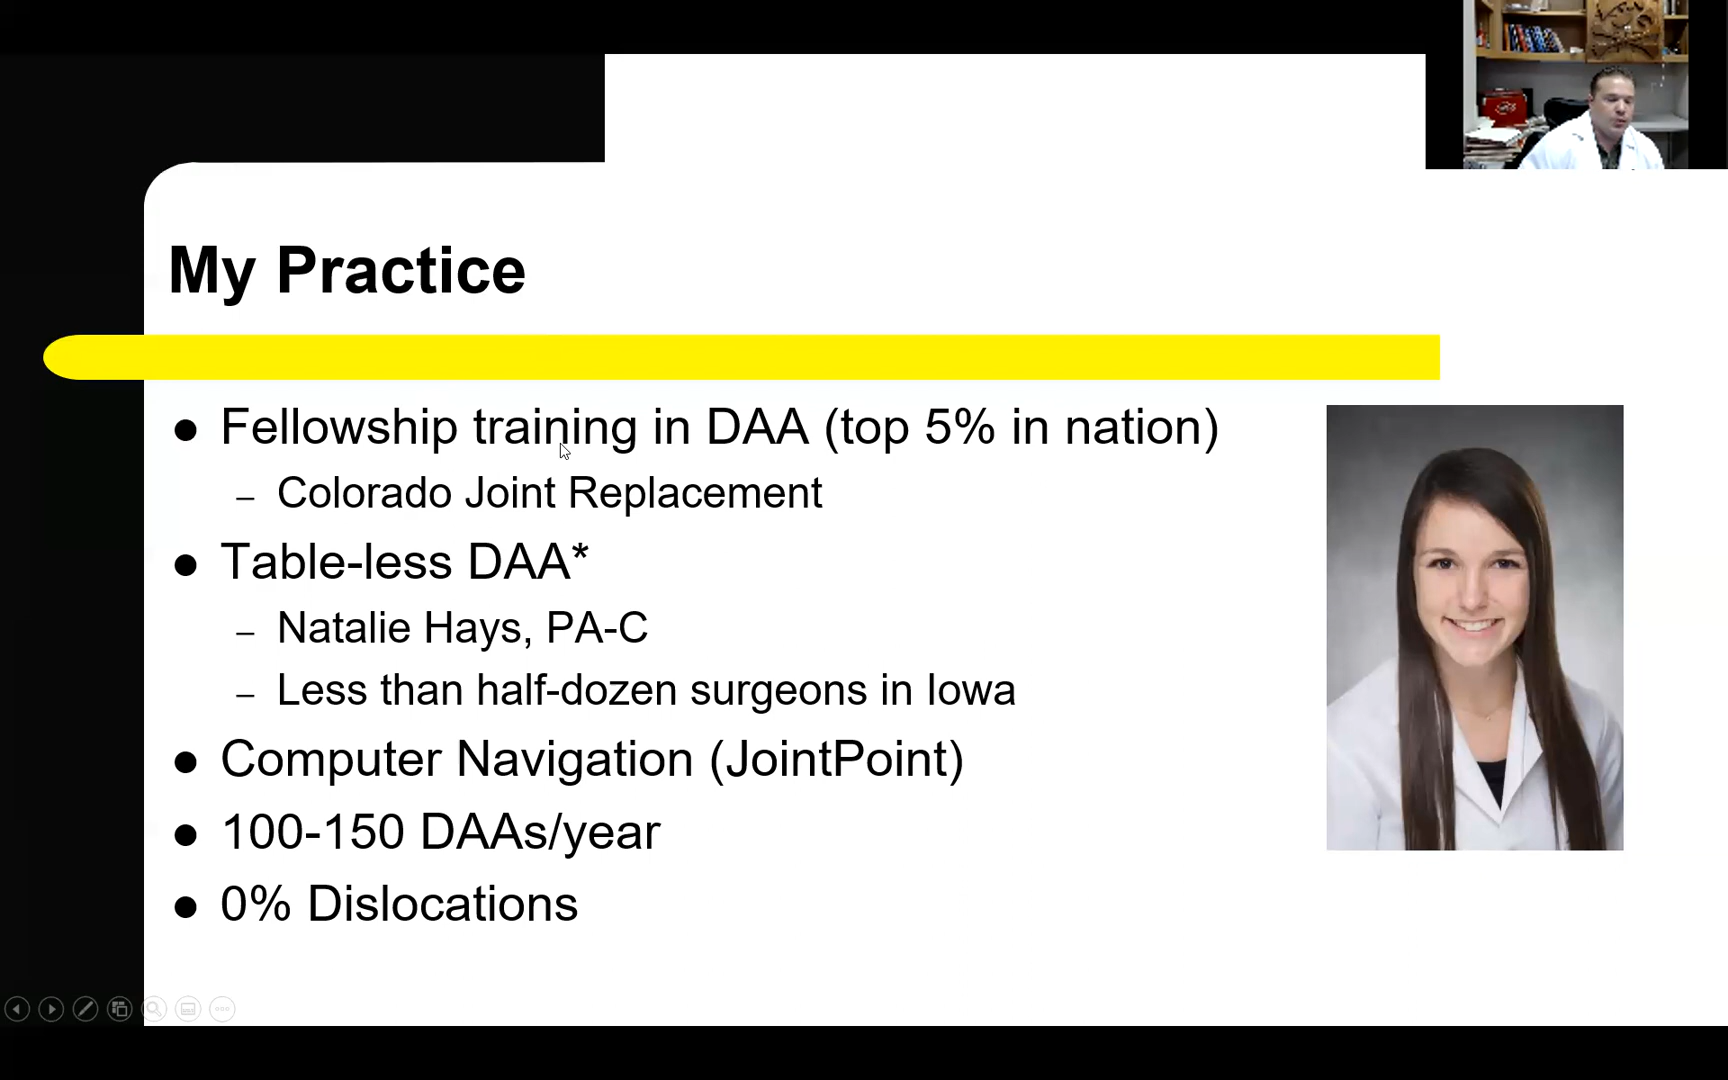 My Practice
● Fellowship training in DAA (top 5% in nation)
– Colorado Joint Replacement
● Table-less DAA*
– Natalie Hays, PA-C
– Less than half-dozen surgeons in Iowa
● Computer Navigation (JointPoint)
● 100-150 DAAs/year
● 0% Dislocations